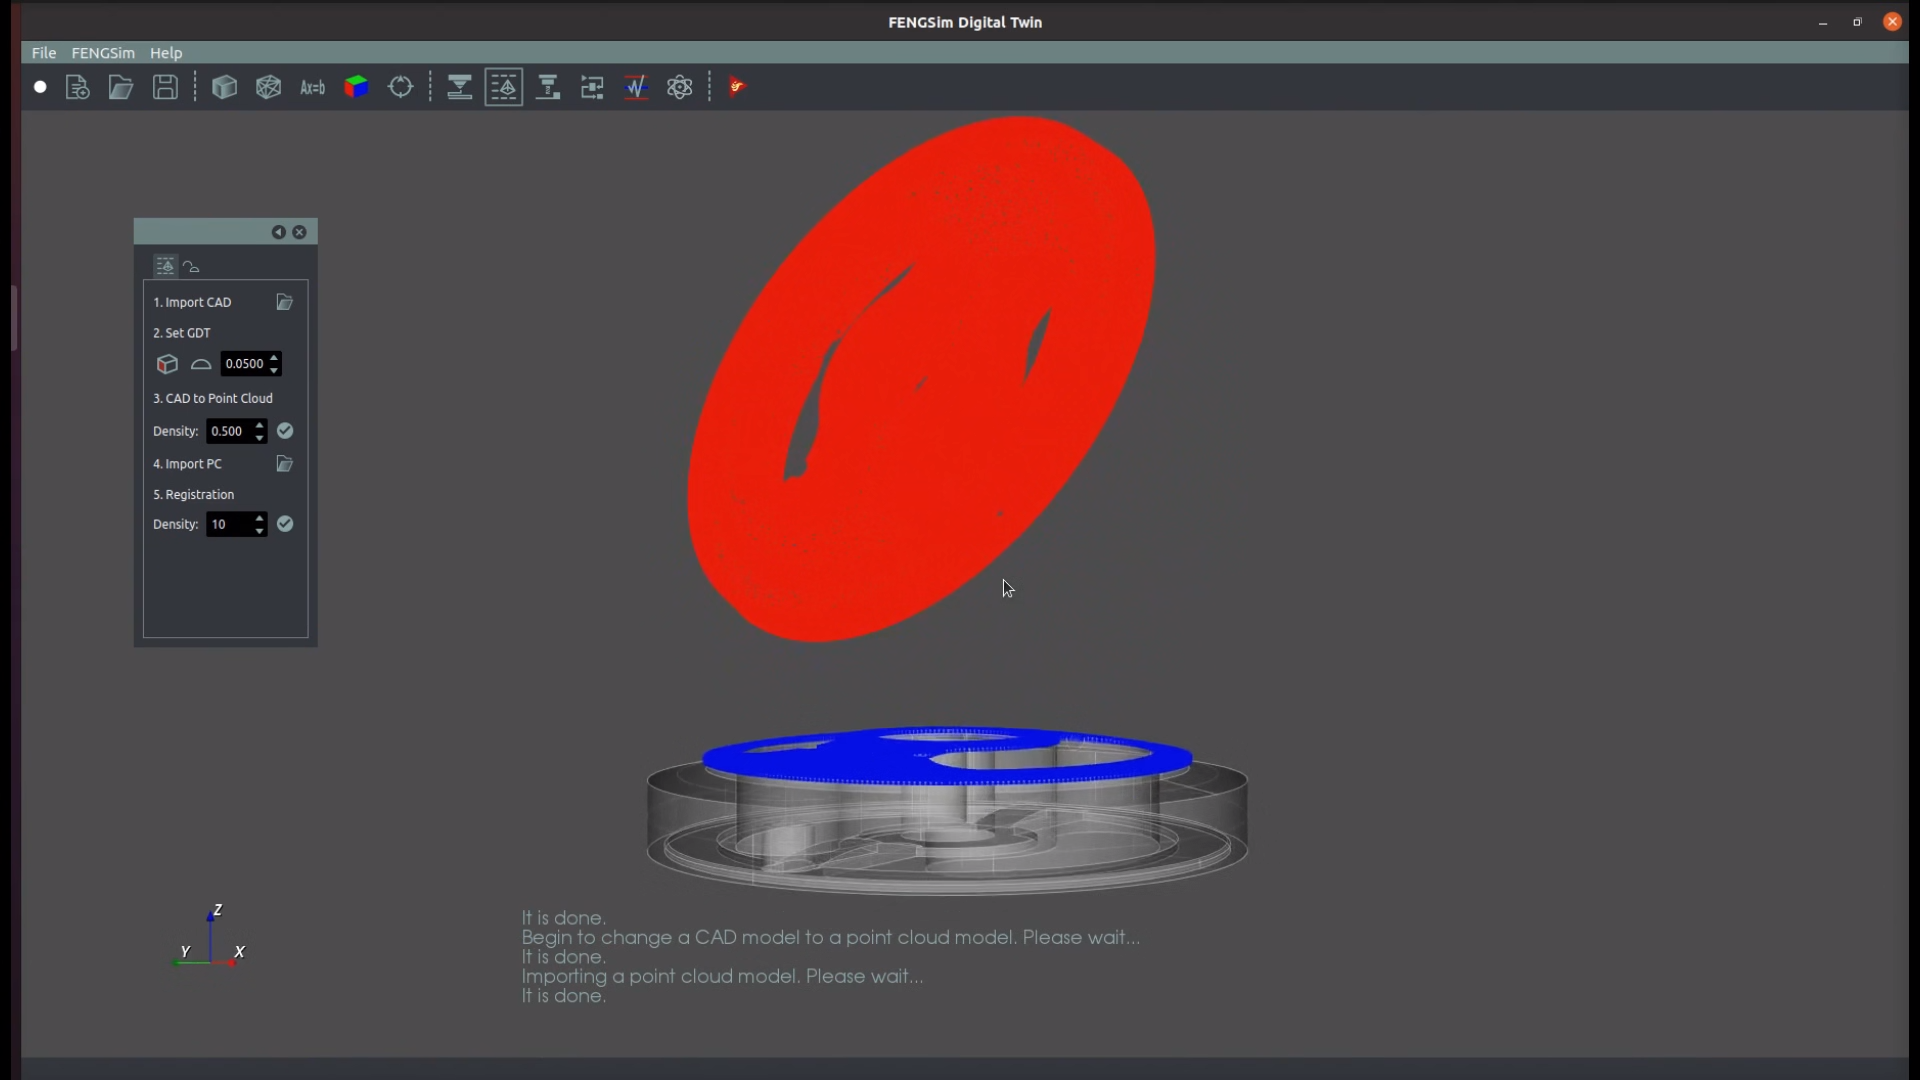 FENGSim Digital Twin
File FENGSim Help
Ax=b
1. Import CAD
2. Set GDT
0.0500
3. CAD to Point Cloud
Density: 0.500
4. Import PC
5. Registration
Density: 10
Z
Y X
It is done.
Begin to change a CAD model to a point cloud model. Please wait...
It is done.
Importing a point cloud model. Please wait...
It is done.